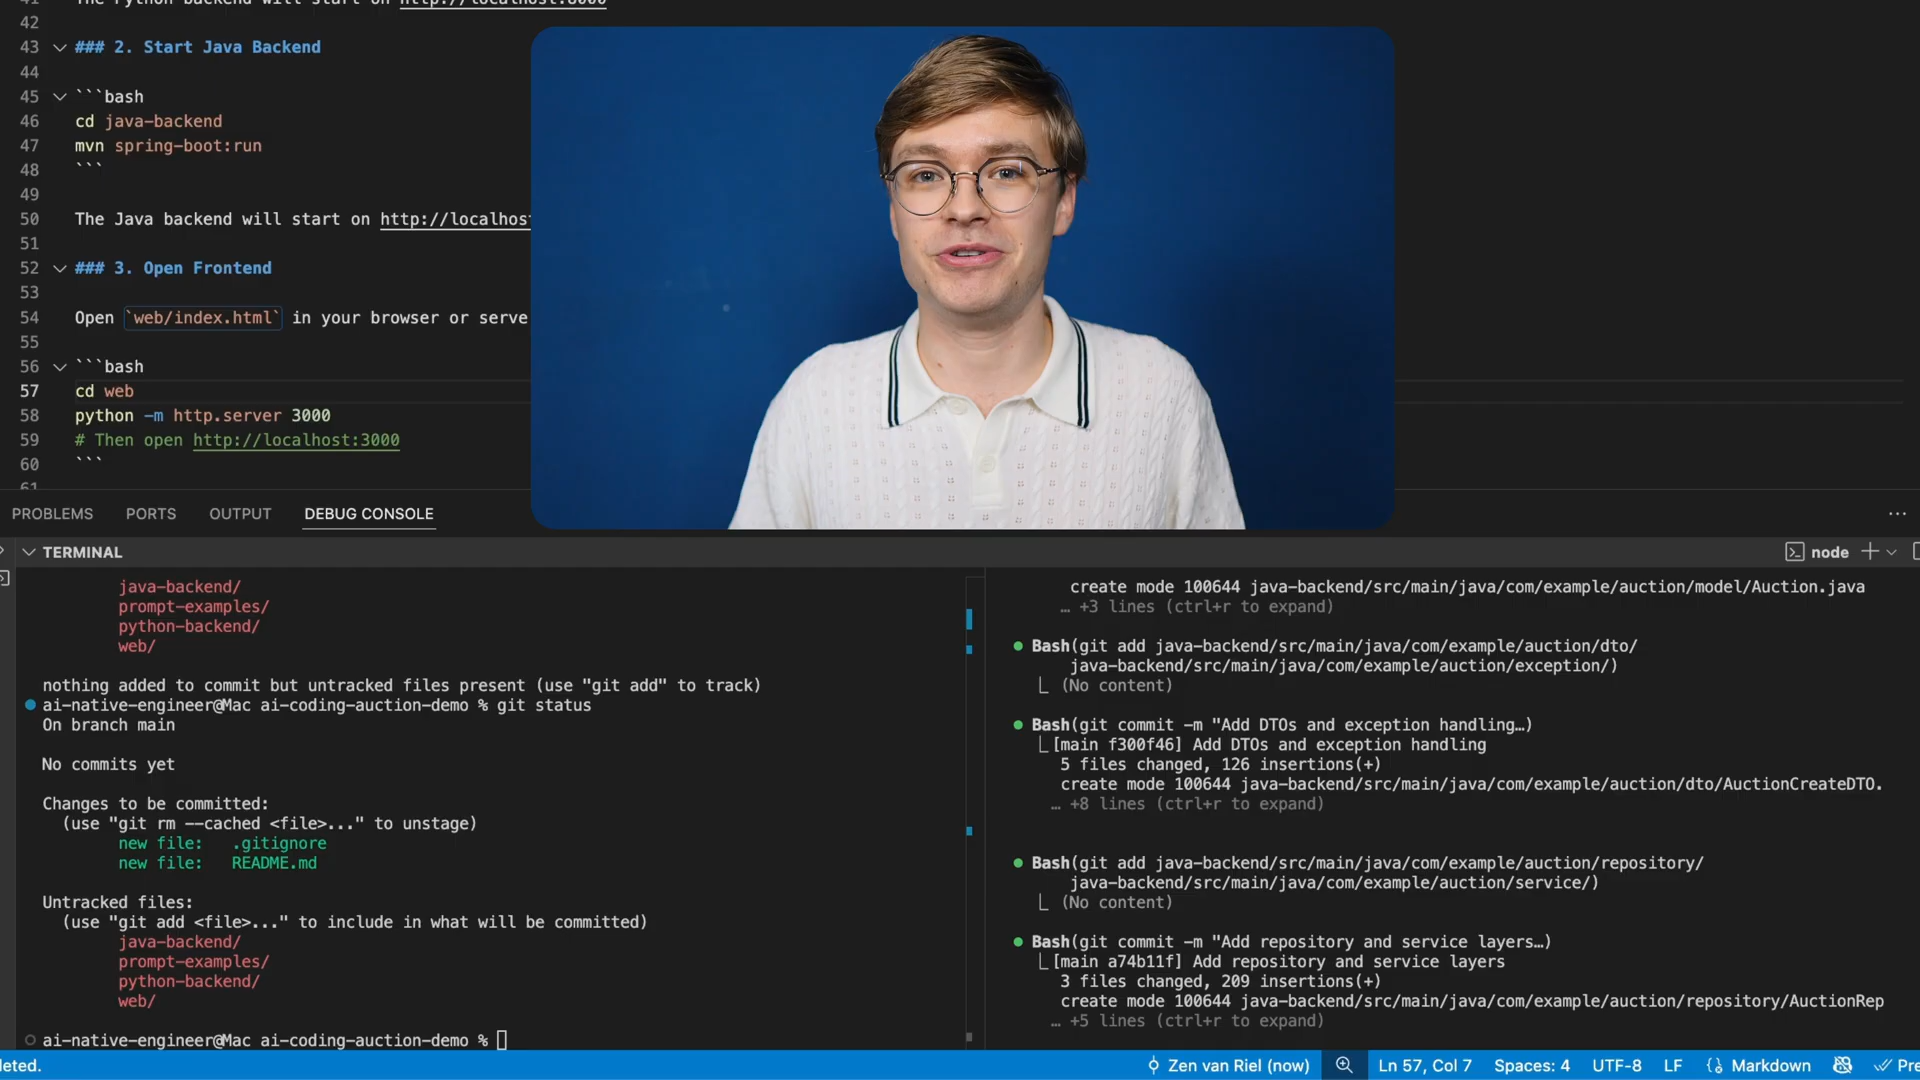 41 The Python backend will start on http://localhost:8000
42
43 ### 2. Start Java Backend
44
45 ```bash
46 cd java-backend
47 mvn spring-boot:run
48 ```
49
50 The Java backend will start on http://localhos
51
52 ### 3. Open Frontend
53
54 Open `web/index.html` in your browser or serve
55
56 ```bash
57 cd web
58 python -m http.server 3000
59 # Then open http://localhost:3000
60 ```
61
PROBLEMS PORTS OUTPUT DEBUG CONSOLE
TERMINAL
node
java-backend/
prompt-examples/
python-backend/
web/
nothing added to commit but untracked files present (use "git add" to track)
ai-native-engineer@Mac ai-coding-auction-demo % git status
On branch main
No commits yet
Changes to be committed:
(use "git rm --cached <file>..." to unstage)
new file: .gitignore
new file: README.md
Untracked files:
(use "git add <file>..." to include in what will be committed)
java-backend/
prompt-examples/
python-backend/
web/
ai-native-engineer@Mac ai-coding-auction-demo %
create mode 100644 java-backend/src/main/java/com/example/auction/model/Auction.java
… +3 lines (ctrl+r to expand)
Bash(git add java-backend/src/main/java/com/example/auction/dto/
java-backend/src/main/java/com/example/auction/exception/)
(No content)
Bash(git commit -m "Add DTOs and exception handling…)
[main f300f46] Add DTOs and exception handling
5 files changed, 126 insertions(+)
create mode 100644 java-backend/src/main/java/com/example/auction/dto/AuctionCreateDTO.
… +8 lines (ctrl+r to expand)
Bash(git add java-backend/src/main/java/com/example/auction/repository/
java-backend/src/main/java/com/example/auction/service/)
(No content)
Bash(git commit -m "Add repository and service layers…)
[main a74b11f] Add repository and service layers
3 files changed, 209 insertions(+)
create mode 100644 java-backend/src/main/java/com/example/auction/repository/AuctionRep
… +5 lines (ctrl+r to expand)
leted. Zen van Riel (now) Ln 57, Col 7 Spaces: 4 UTF-8 LF Markdown Pre